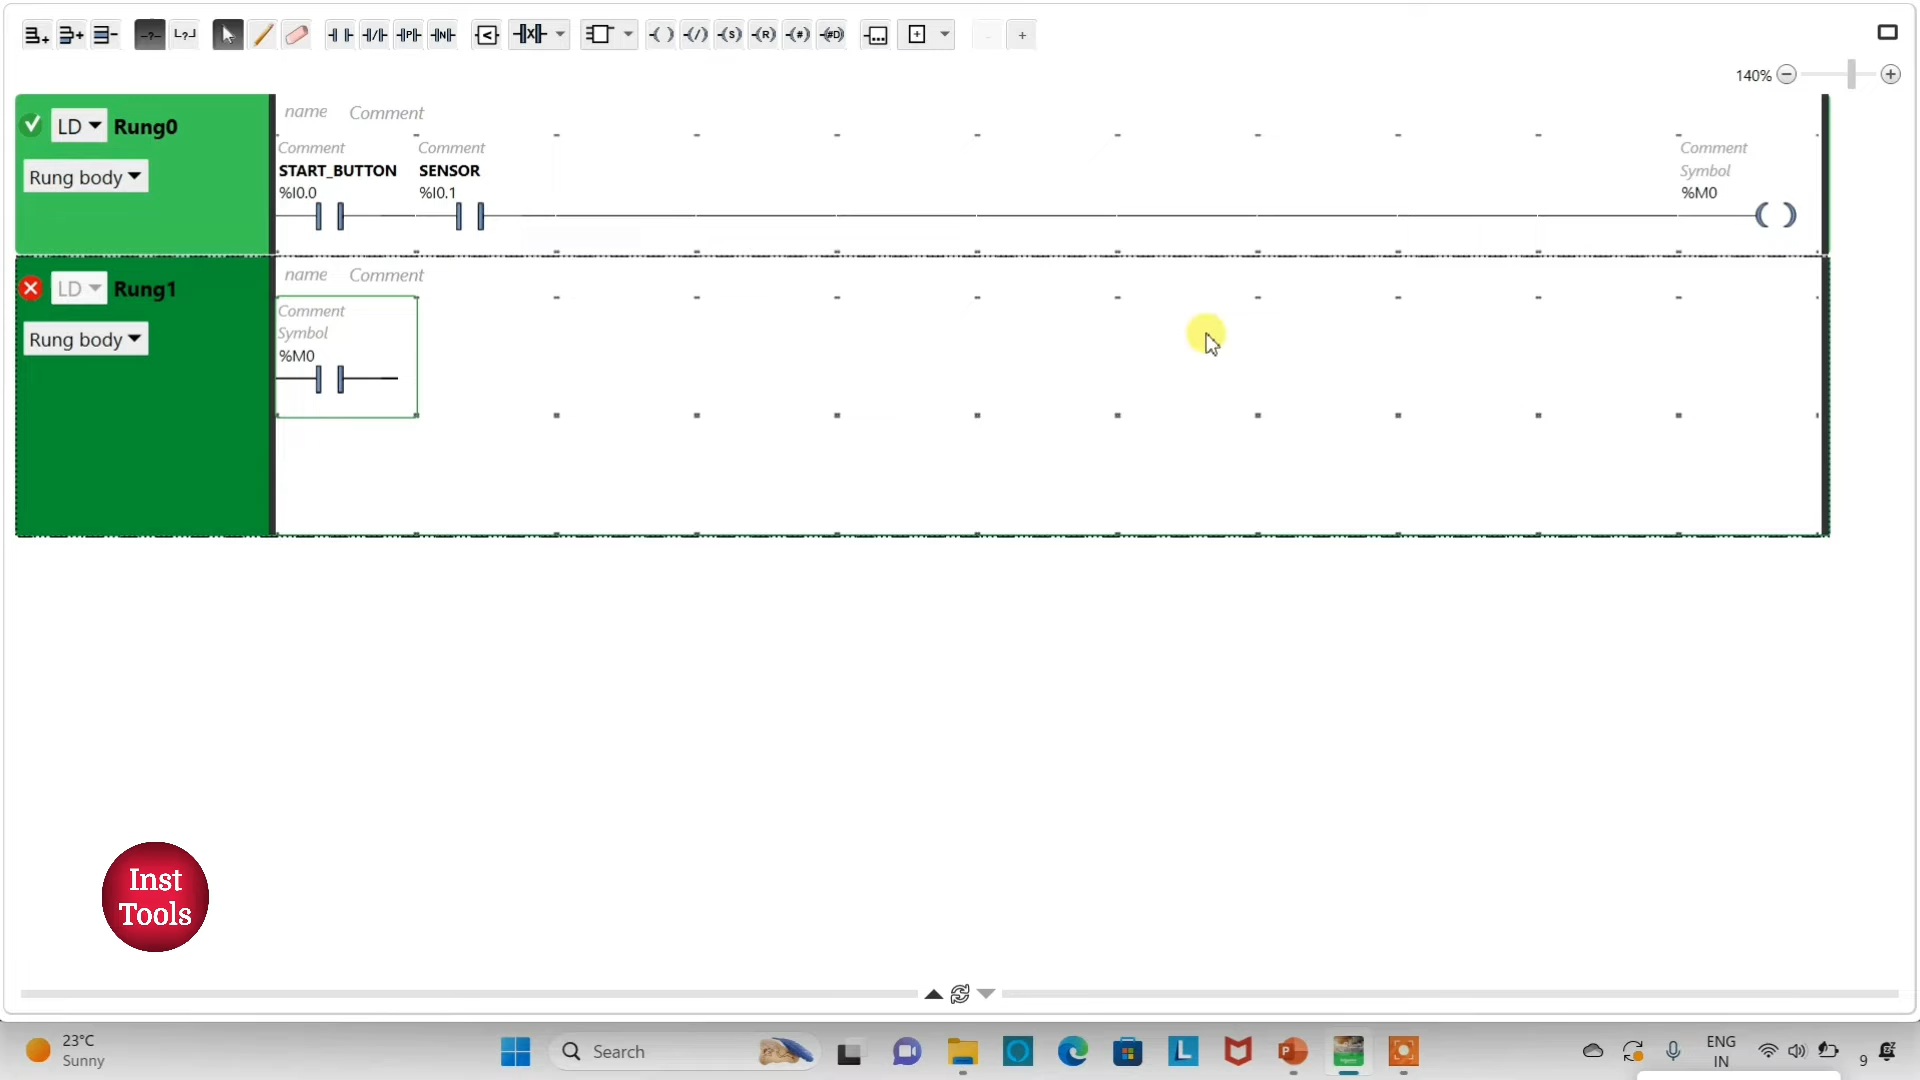 140%
LD Rung0
Rung body
name Comment
Comment Comment Comment
START_BUTTON SENSOR Symbol
%I0.0 %I0.1 %M0
LD Rung1
Rung body
name Comment
Comment
Symbol
%M0
Inst
Tools
23°C
Sunny
Search
ENG
IN
9